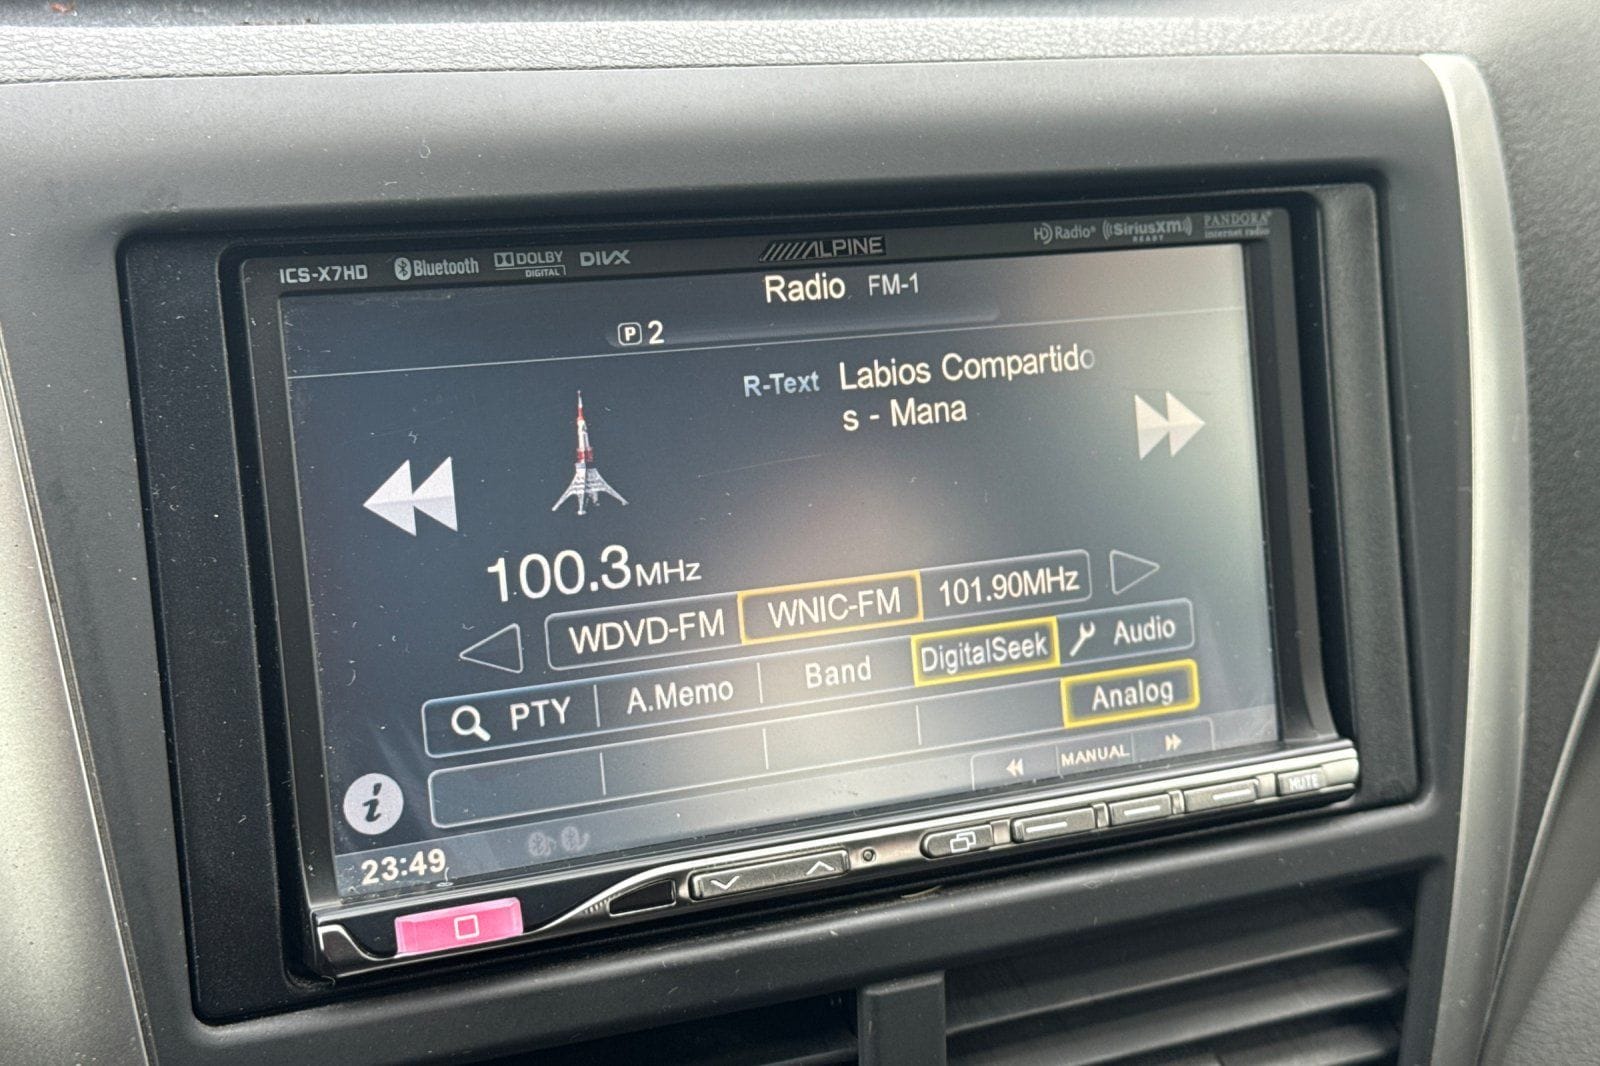 ICS-X7HD Bluetooth DOLBY DIGITAL DIVX ALPINE HD Radio® SiriusXM READY PANDORA® internet radio
Radio FM-1
P 2
R-Text Labios Compartido
s - Mana
100.3MHz
WDVD-FM WNIC-FM 101.90MHz
PTY A.Memo Band DigitalSeek Audio
Analog
MANUAL
i
23:49
MUTE